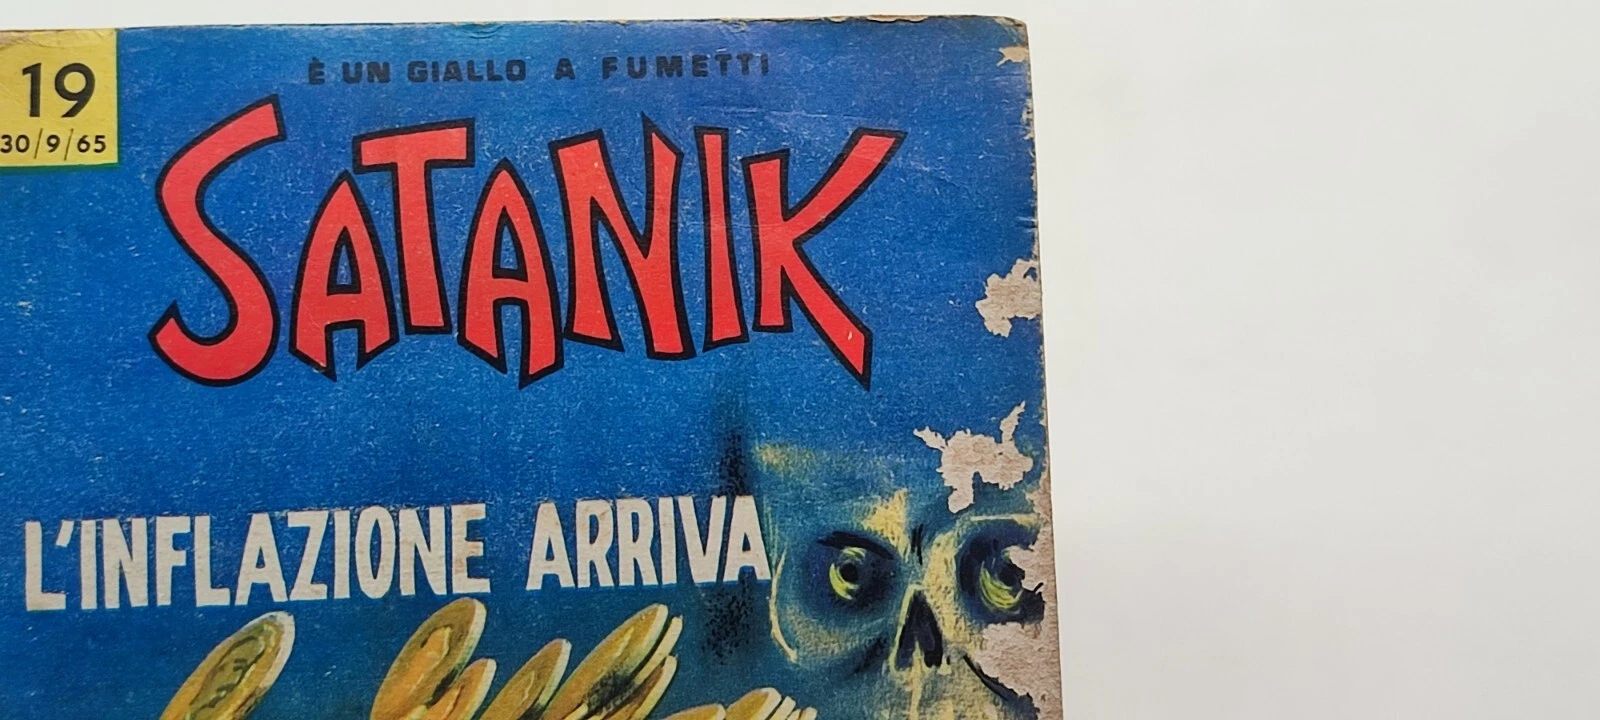 19
30/9/65
È UN GIALLO A FUMETTI
SATANIK
L'INFLAZIONE ARRIVA